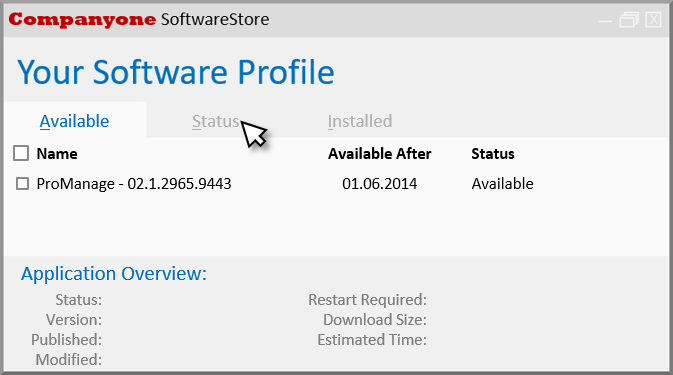 Companyone SoftwareStore
Your Software Profile
Available Status Installed
Name Available After Status
ProManage - 02.1.2965.9443 01.06.2014 Available
Application Overview:
Status: Restart Required:
Version: Download Size:
Published: Estimated Time:
Modified: